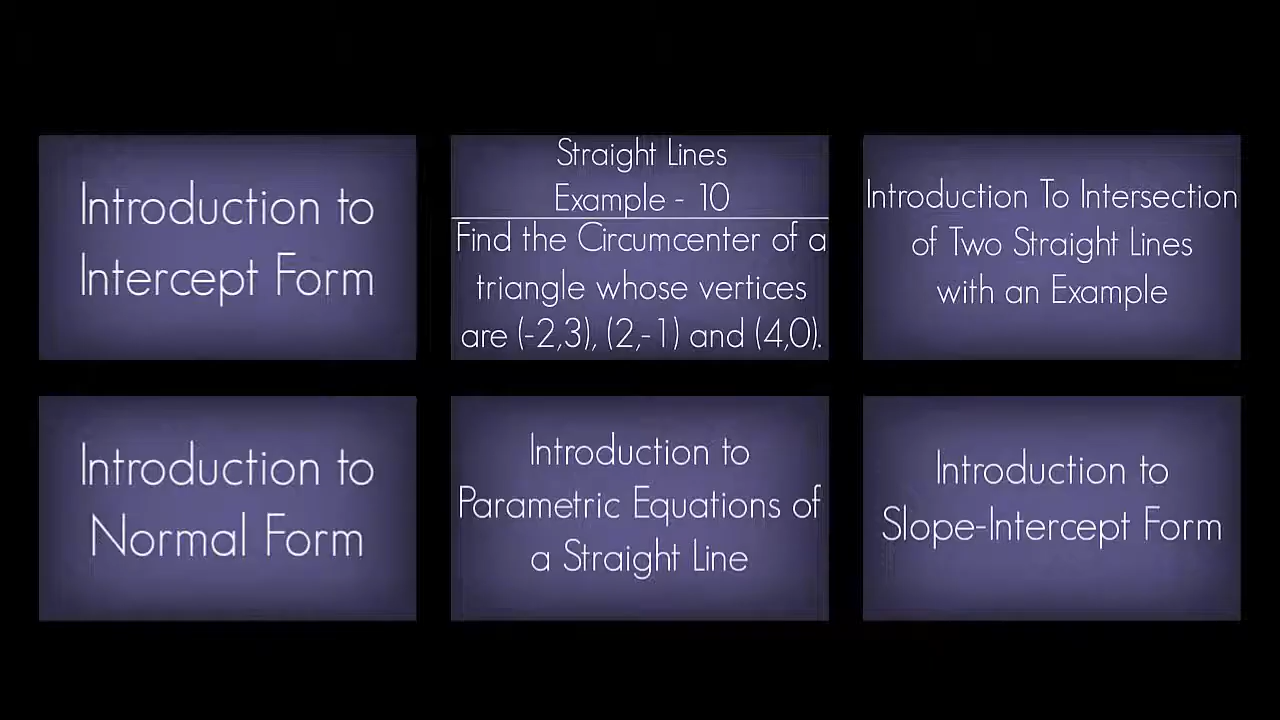 Introduction to
Intercept Form
Straight Lines
Example - 10
Find the Circumcenter of a
triangle whose vertices
are (-2,3), (2,-1) and (4,0).
Introduction To Intersection
of Two Straight Lines
with an Example
Introduction to
Normal Form
Introduction to
Parametric Equations of
a Straight Line
Introduction to
Slope-Intercept Form